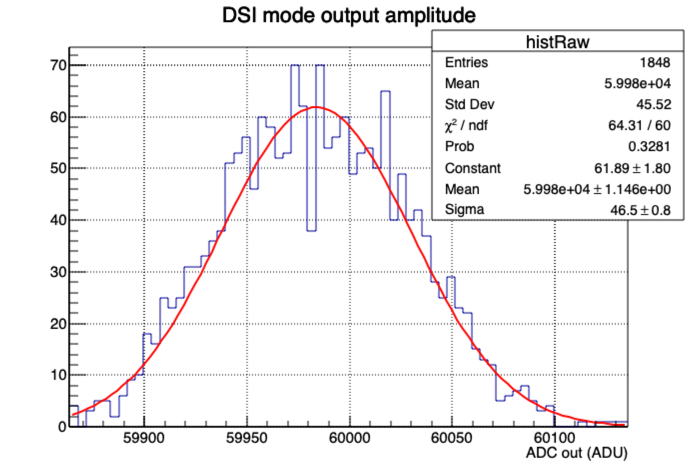 DSI mode output amplitude
histRaw
Entries 1848
Mean 5.998e+04
Std Dev 45.52
χ² / ndf 64.31 / 60
Prob 0.3281
Constant 61.89 ± 1.80
Mean 5.998e+04 ± 1.146e+00
Sigma 46.5 ± 0.8
70
60
50
40
30
20
10
0
59900 59950 60000 60050 60100
ADC out (ADU)